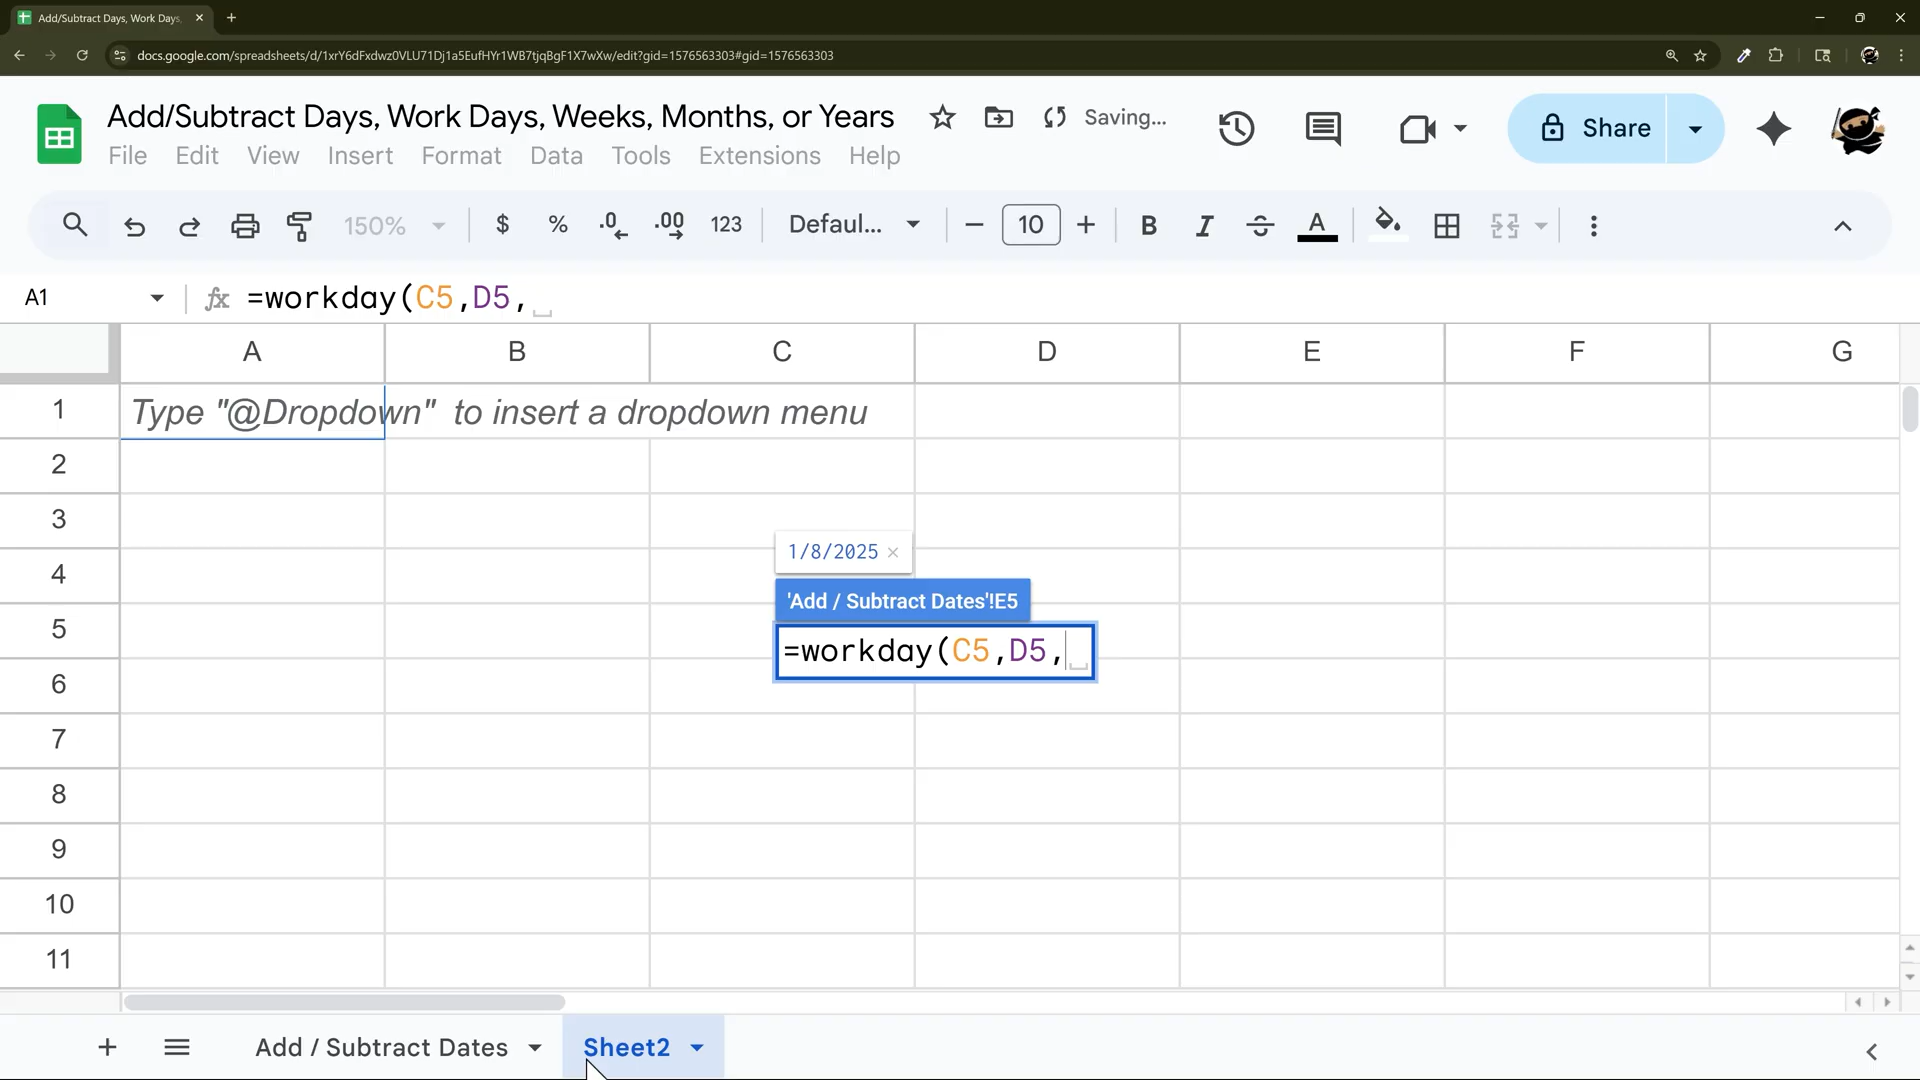 Add/Subtract Days, Work Days,
docs.google.com/spreadsheets/d/1xrY6dFxdwz0VLU71Dj1a5EufHYr1WB7tjqBgF1X7wXw/edit?gid=1576563303#gid=1576563303
Add/Subtract Days, Work Days, Weeks, Months, or Years
Saving...
Share
File Edit View Insert Format Data Tools Extensions Help
150% $ % .0 .00 123 Defaul... 10 B I S A
A1 fx =workday(C5,D5,
A B C D E F G
1 Type "@Dropdown" to insert a dropdown menu
2
3
1/8/2025
4
'Add / Subtract Dates'!E5
5
=workday(C5,D5,
6
7
8
9
10
11
Add / Subtract Dates Sheet2